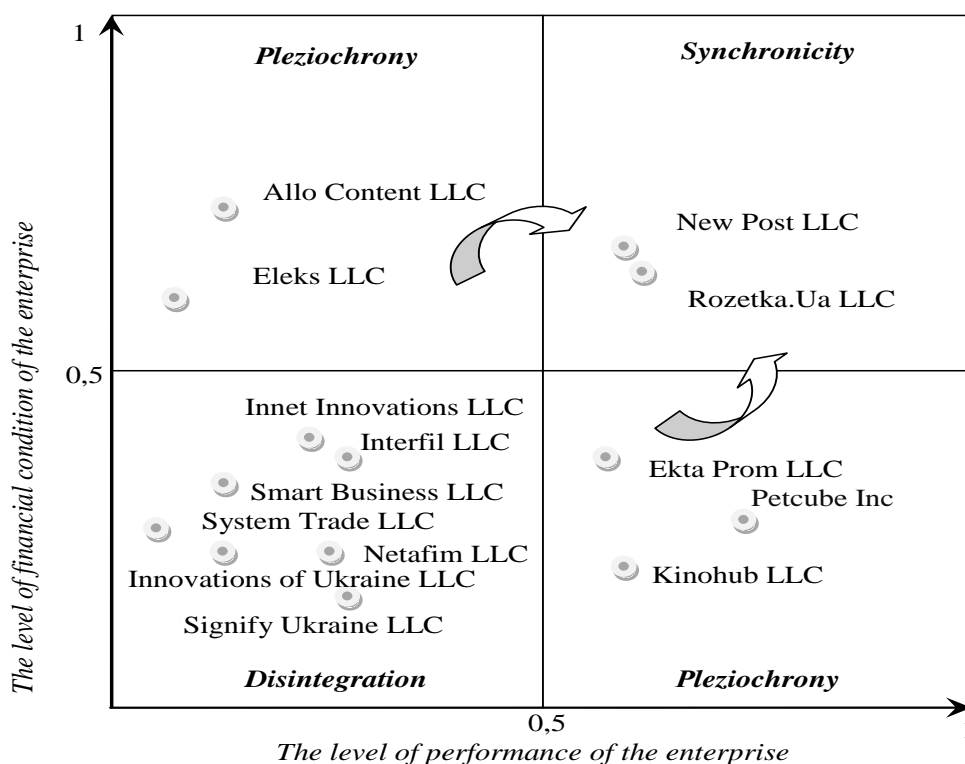 1
Pleziochrony
Synchronicity
Allo Content LLC
New Post LLC
Eleks LLC
Rozetka.Ua LLC
The level of financial condition of the enterprise
0,5
Innet Innovations LLC
Interfil LLC
Ekta Prom LLC
Smart Business LLC
Petcube Inc
System Trade LLC
Netafim LLC
Kinohub LLC
Innovations of Ukraine LLC
Signify Ukraine LLC
Disintegration
Pleziochrony
0,5
The level of performance of the enterprise